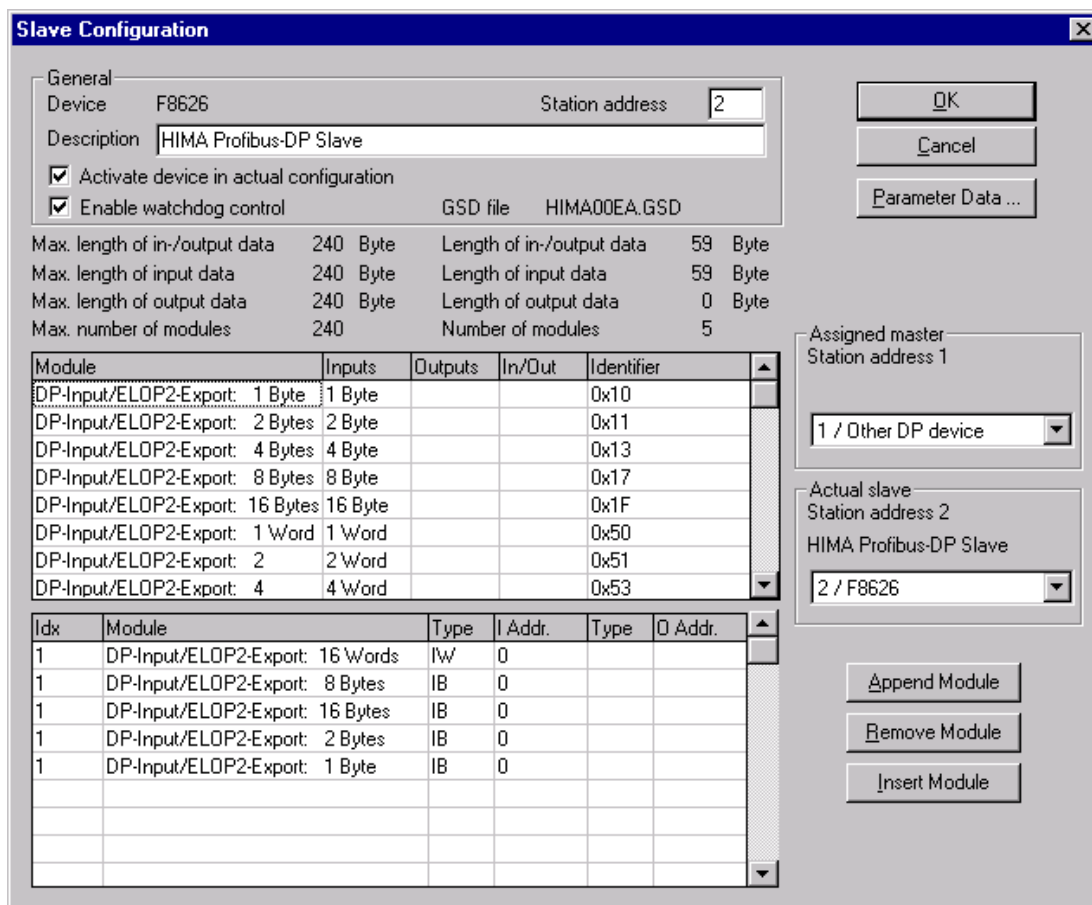 Slave Configuration
General
Device F8626 Station address 2
Description HIMA Profibus-DP Slave
Activate device in actual configuration
Enable watchdog control GSD file HIMA00EA.GSD
OK
Cancel
Parameter Data ...
Max. length of in-/output data 240 Byte Length of in-/output data 59 Byte
Max. length of input data 240 Byte Length of input data 59 Byte
Max. length of output data 240 Byte Length of output data 0 Byte
Max. number of modules 240 Number of modules 5
Module Inputs Outputs In/Out Identifier
DP-Input/ELOP2-Export: 1 Byte 1 Byte 0x10
DP-Input/ELOP2-Export: 2 Bytes 2 Byte 0x11
DP-Input/ELOP2-Export: 4 Bytes 4 Byte 0x13
DP-Input/ELOP2-Export: 8 Bytes 8 Byte 0x17
DP-Input/ELOP2-Export: 16 Bytes 16 Byte 0x1F
DP-Input/ELOP2-Export: 1 Word 1 Word 0x50
DP-Input/ELOP2-Export: 2 2 Word 0x51
DP-Input/ELOP2-Export: 4 4 Word 0x53
Assigned master
Station address 1
1 / Other DP device
Actual slave
Station address 2
HIMA Profibus-DP Slave
2 / F8626
Idx Module Type I Addr. Type O Addr.
1 DP-Input/ELOP2-Export: 16 Words IW 0
1 DP-Input/ELOP2-Export: 8 Bytes IB 0
1 DP-Input/ELOP2-Export: 16 Bytes IB 0
1 DP-Input/ELOP2-Export: 2 Bytes IB 0
1 DP-Input/ELOP2-Export: 1 Byte IB 0
Append Module
Remove Module
Insert Module